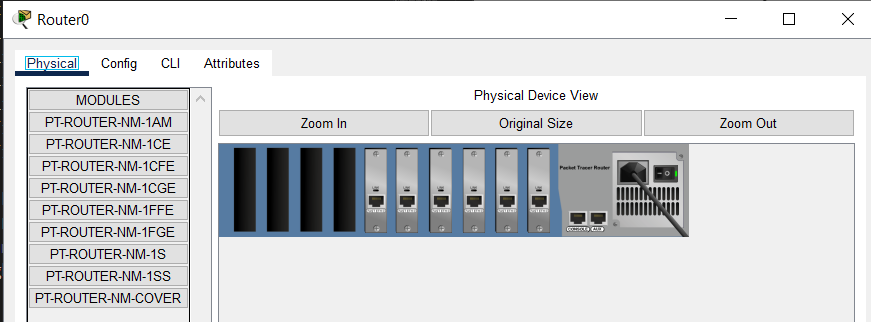 Router0
Physical Config CLI Attributes
MODULES
PT-ROUTER-NM-1AM
PT-ROUTER-NM-1CE
PT-ROUTER-NM-1CFE
PT-ROUTER-NM-1CGE
PT-ROUTER-NM-1FFE
PT-ROUTER-NM-1FGE
PT-ROUTER-NM-1S
PT-ROUTER-NM-1SS
PT-ROUTER-NM-COVER
Physical Device View
Zoom In Original Size Zoom Out
Packet Tracer Router
CONSOLE AUX